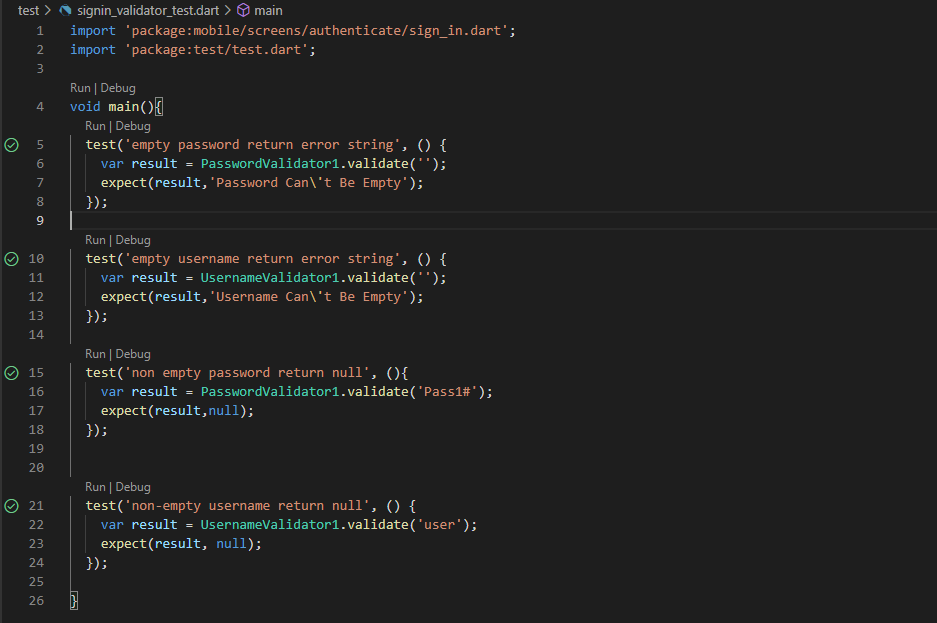 test > signin_validator_test.dart > main
1 import 'package:mobile/screens/authenticate/sign_in.dart';
2 import 'package:test/test.dart';
3
Run | Debug
4 void main(){
Run | Debug
5 test('empty password return error string', () {
6 var result = PasswordValidator1.validate('');
7 expect(result,'Password Can\'t Be Empty');
8 });
9
Run | Debug
10 test('empty username return error string', () {
11 var result = UsernameValidator1.validate('');
12 expect(result,'Username Can\'t Be Empty');
13 });
14
Run | Debug
15 test('non empty password return null', (){
16 var result = PasswordValidator1.validate('Pass1#');
17 expect(result,null);
18 });
19
20
Run | Debug
21 test('non-empty username return null', () {
22 var result = UsernameValidator1.validate('user');
23 expect(result, null);
24 });
25
26 }